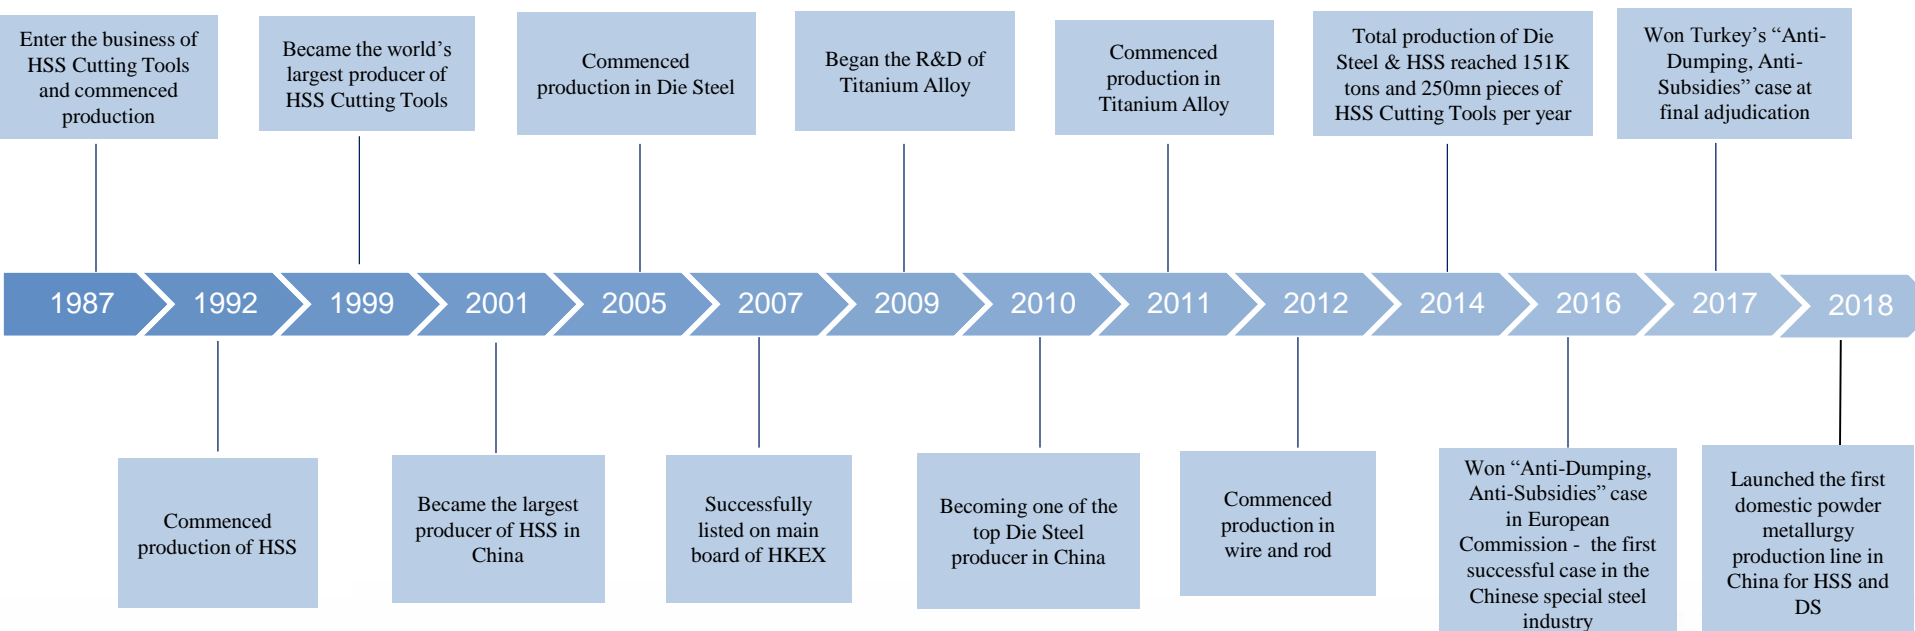 Enter the business of
HSS Cutting Tools
and commenced
production
Became the world’s
largest producer of
HSS Cutting Tools
Commenced
production in Die Steel
Began the R&D of
Titanium Alloy
Commenced
production in
Titanium Alloy
Total production of Die
Steel & HSS reached 151K
tons and 250mn pieces of
HSS Cutting Tools per year
Won Turkey’s “Anti-
Dumping, Anti-
Subsidies” case at
final adjudication
1987
1992
1999
2001
2005
2007
2009
2010
2011
2012
2014
2016
2017
2018
Commenced
production of HSS
Became the largest
producer of HSS in
China
Successfully
listed on main
board of HKEX
Becoming one of the
top Die Steel
producer in China
Commenced
production in
wire and rod
Won “Anti-Dumping,
Anti-Subsidies” case
in European
Commission -  the first
successful case in the
Chinese special steel
industry
Launched the first
domestic powder
metallurgy
production line in
China for HSS and
DS